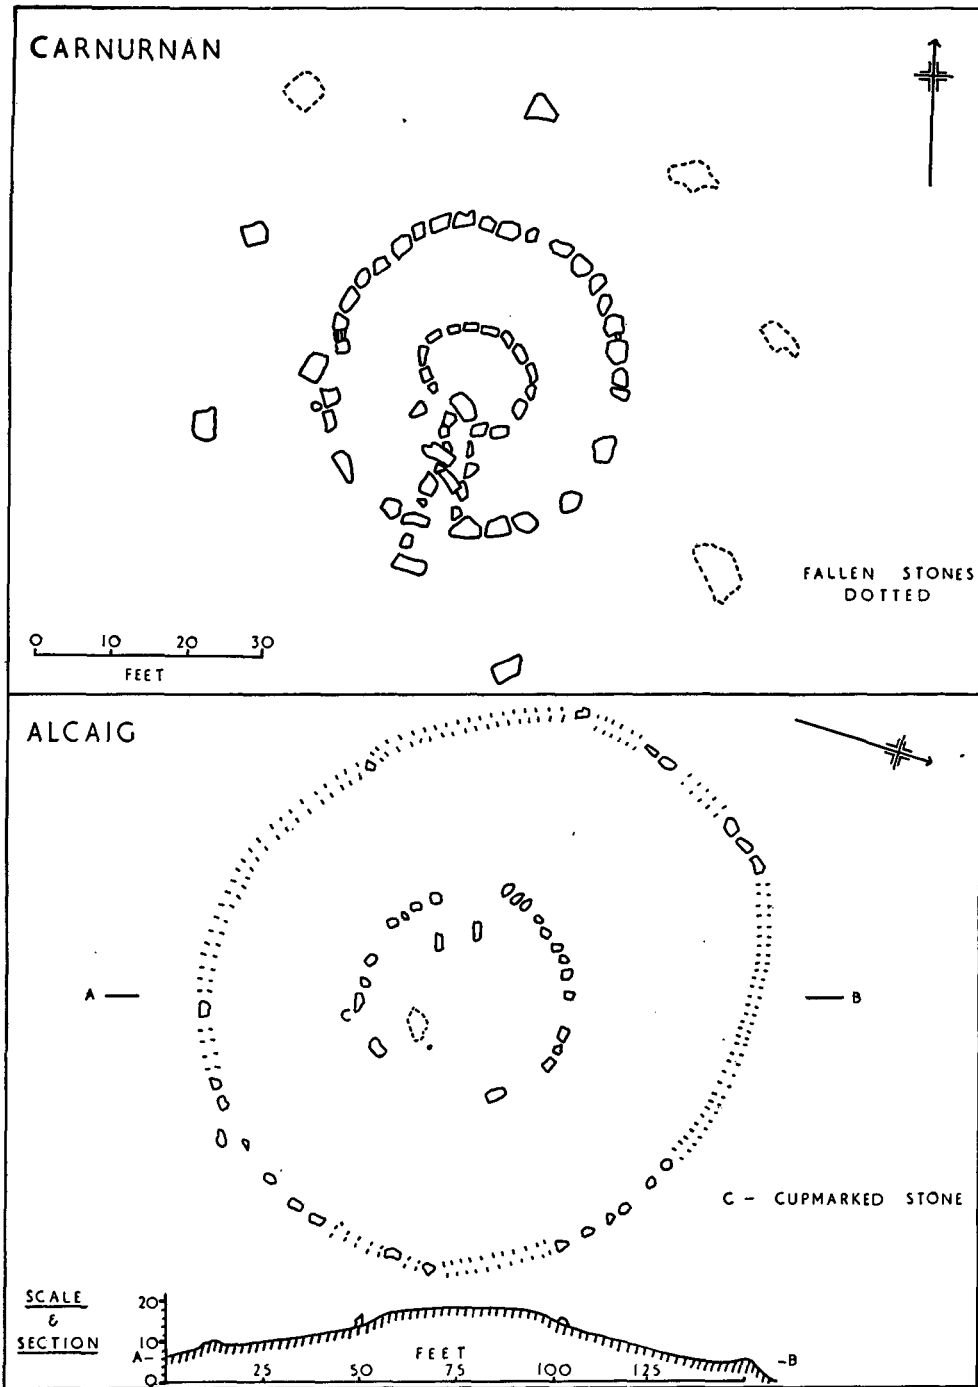 CARNURNAN
FALLEN STONES
DOTTED
0 10 20 30
FEET
ALCAIG
A B
C
C – CUPMARKED STONE
SCALE
&
SECTION
20
10
0
A- -B
FEET
25 50 75 100 125